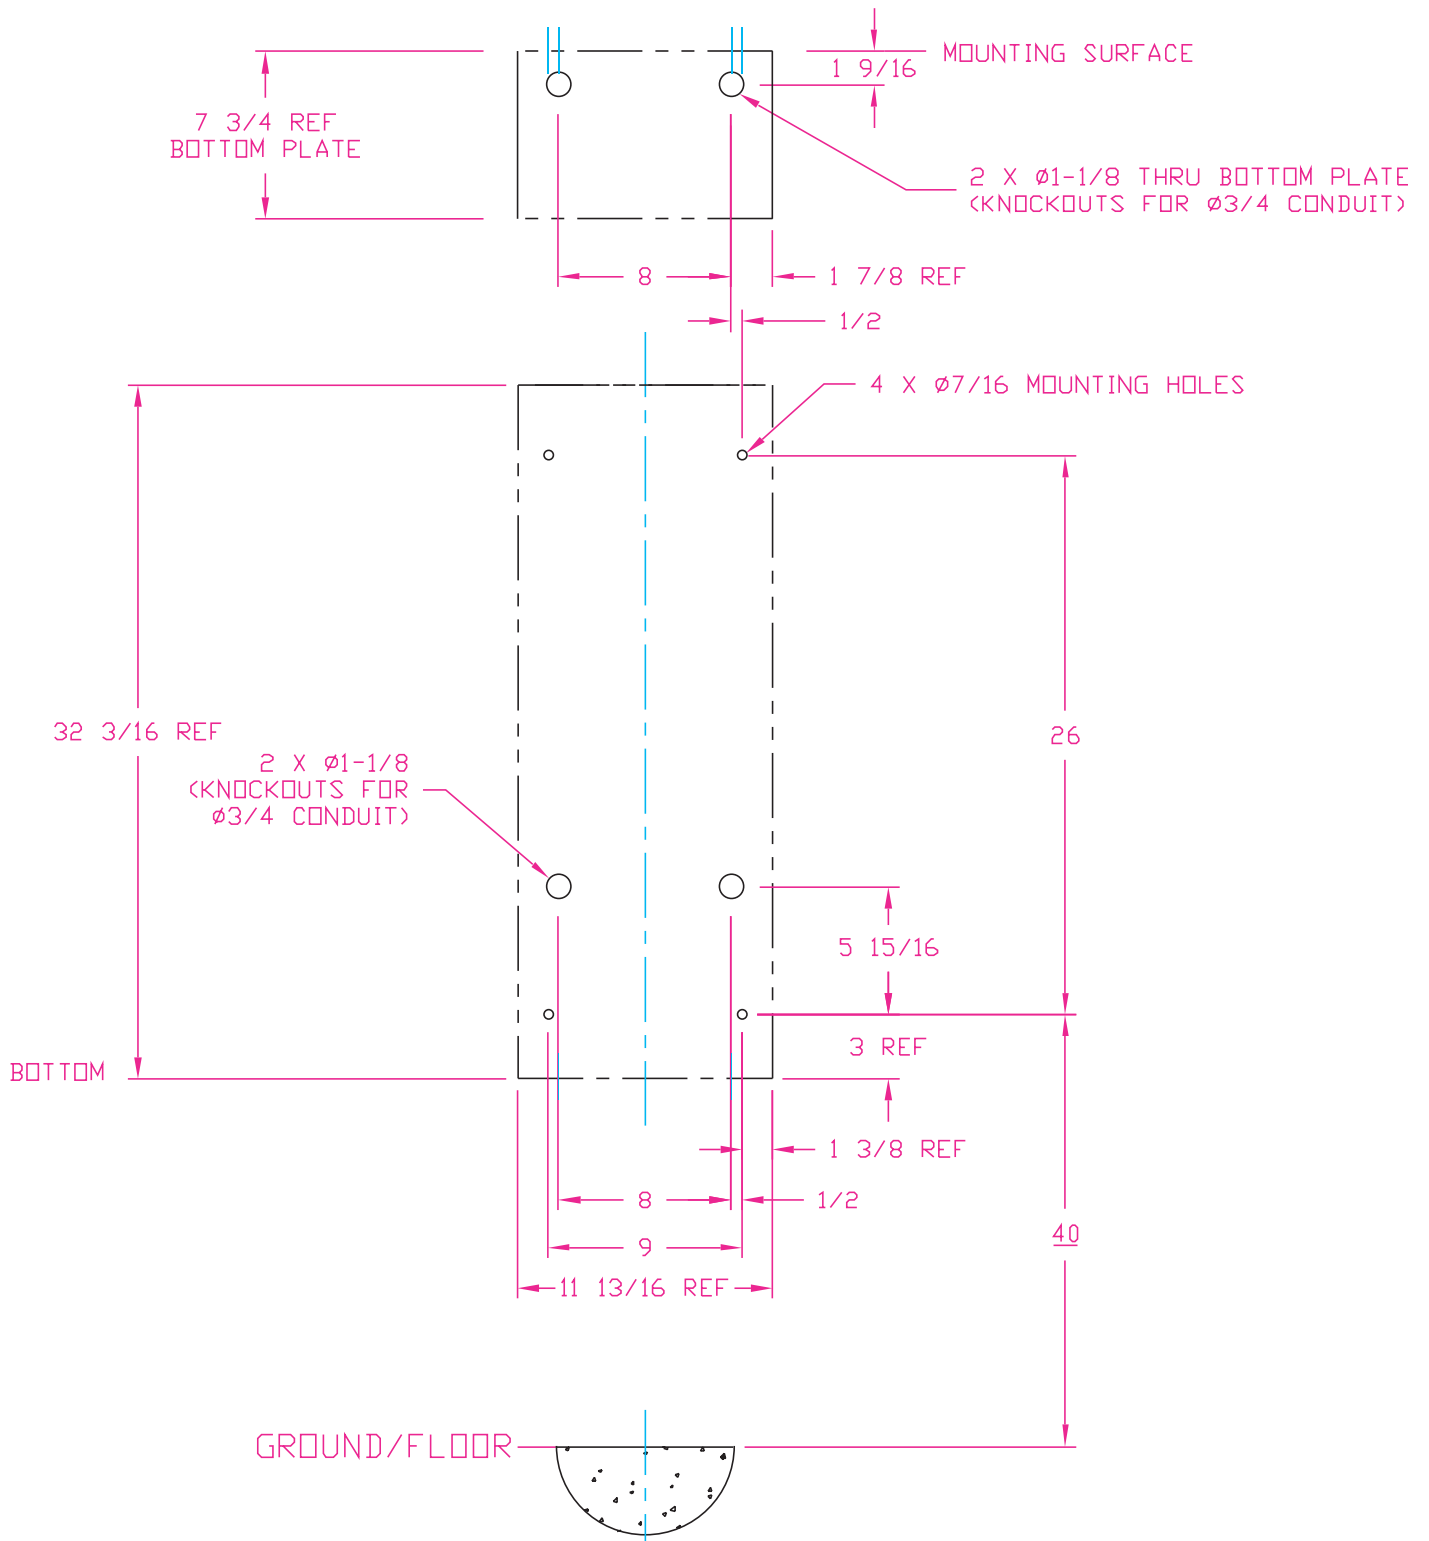 MOUNTING SURFACE
1 9/16
7 3/4 REF
BOTTOM PLATE
2 X Ø1-1/8 THRU BOTTOM PLATE
(KNOCKOUTS FOR Ø3/4 CONDUIT)
8
1 7/8 REF
1/2
4 X Ø7/16 MOUNTING HOLES
32 3/16 REF
26
2 X Ø1-1/8
(KNOCKOUTS FOR
Ø3/4 CONDUIT)
5 15/16
3 REF
BOTTOM
1 3/8 REF
8
1/2
9
40
11 13/16 REF
GROUND/FLOOR